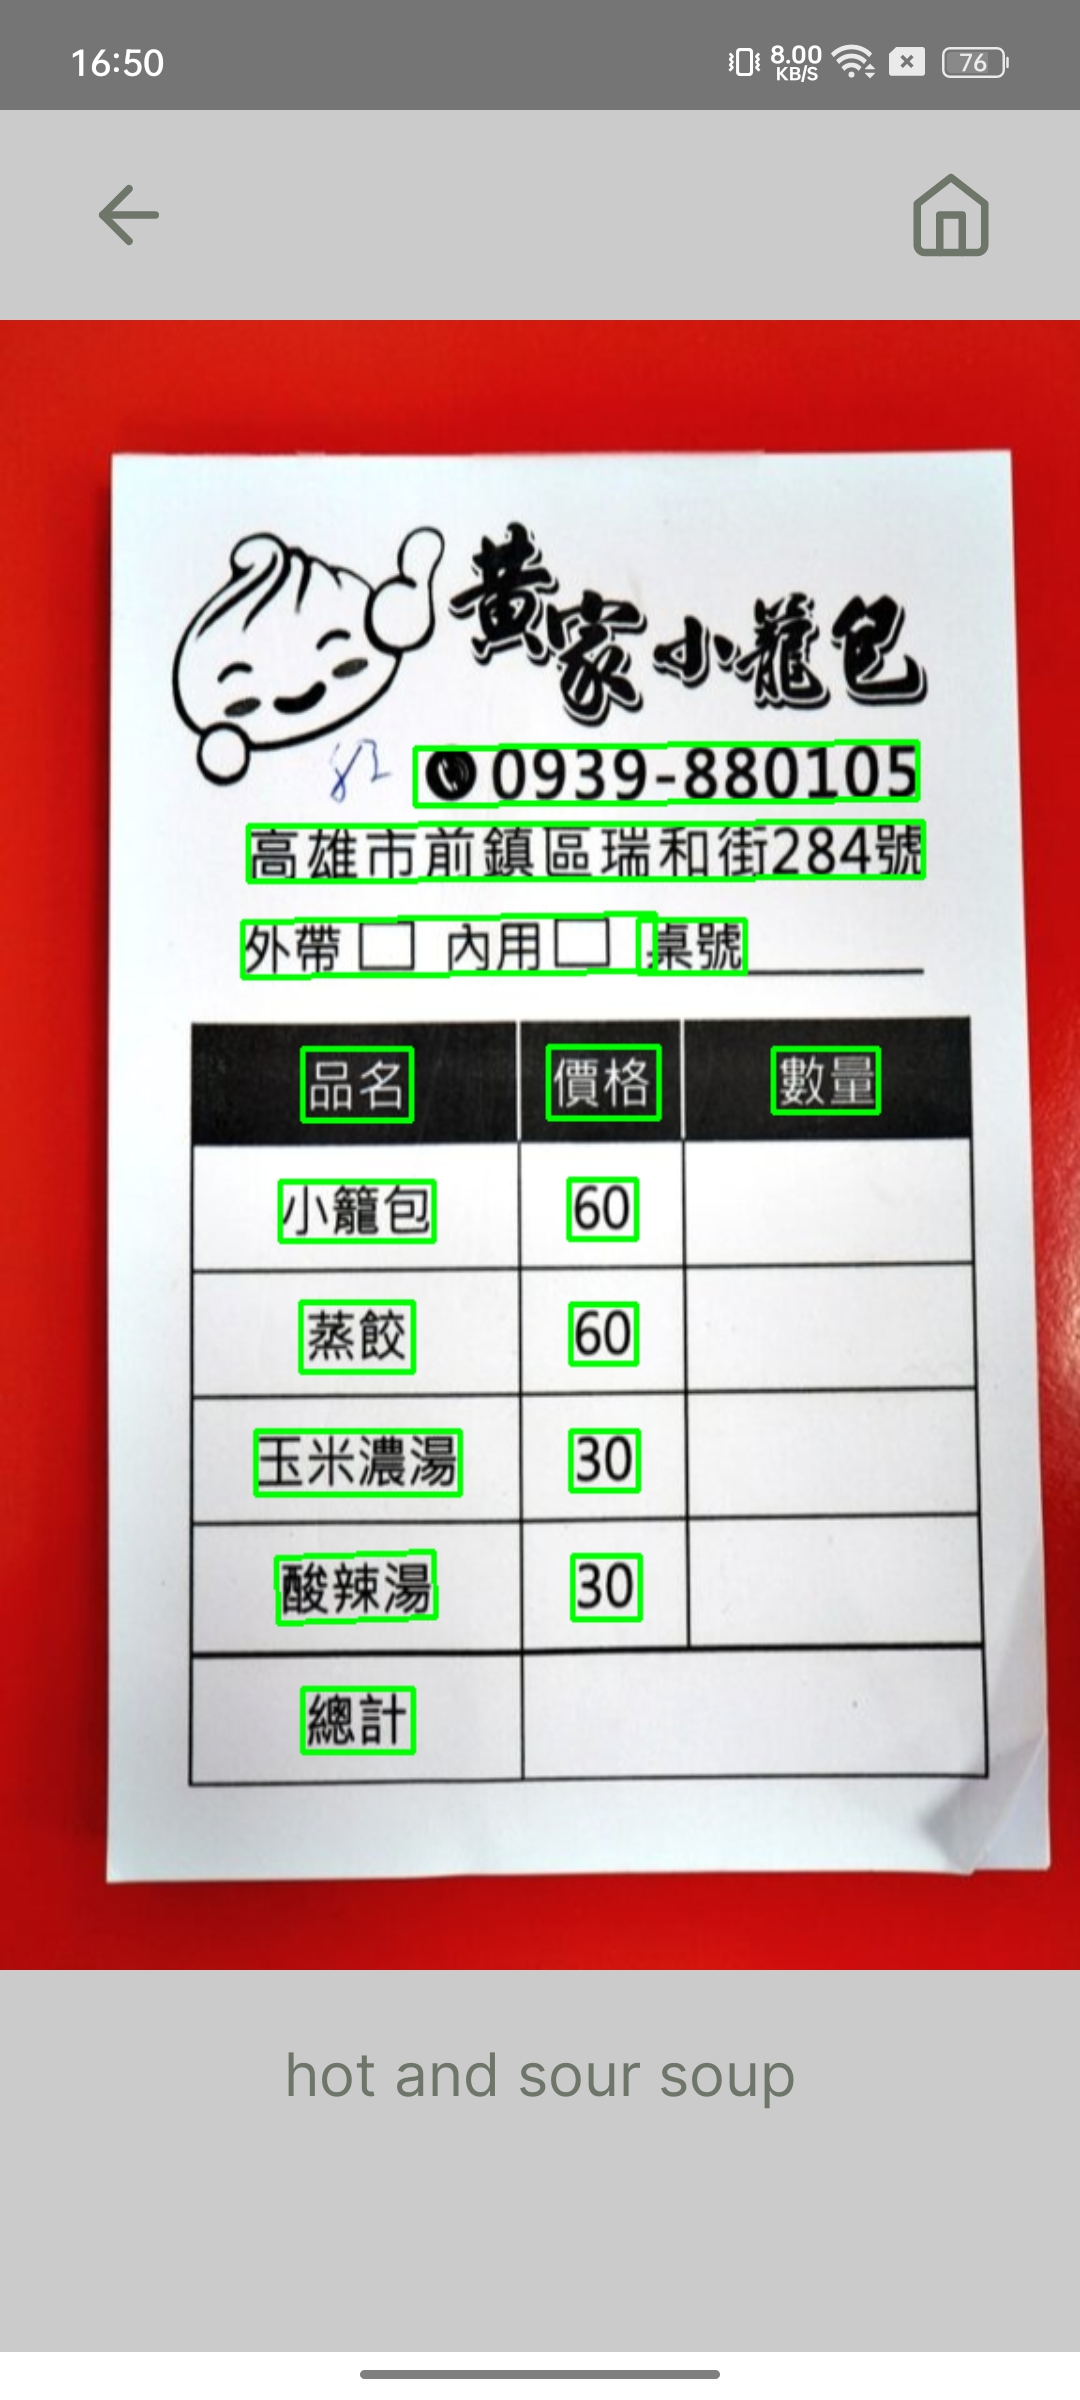 16:50 8.00 KB/S 76
黃家小籠包
0939-880105
高雄市前鎮區瑞和街284號
外帶 內用 桌號
品名 價格 數量
小籠包 60
蒸餃 60
玉米濃湯 30
酸辣湯 30
總計
hot and sour soup